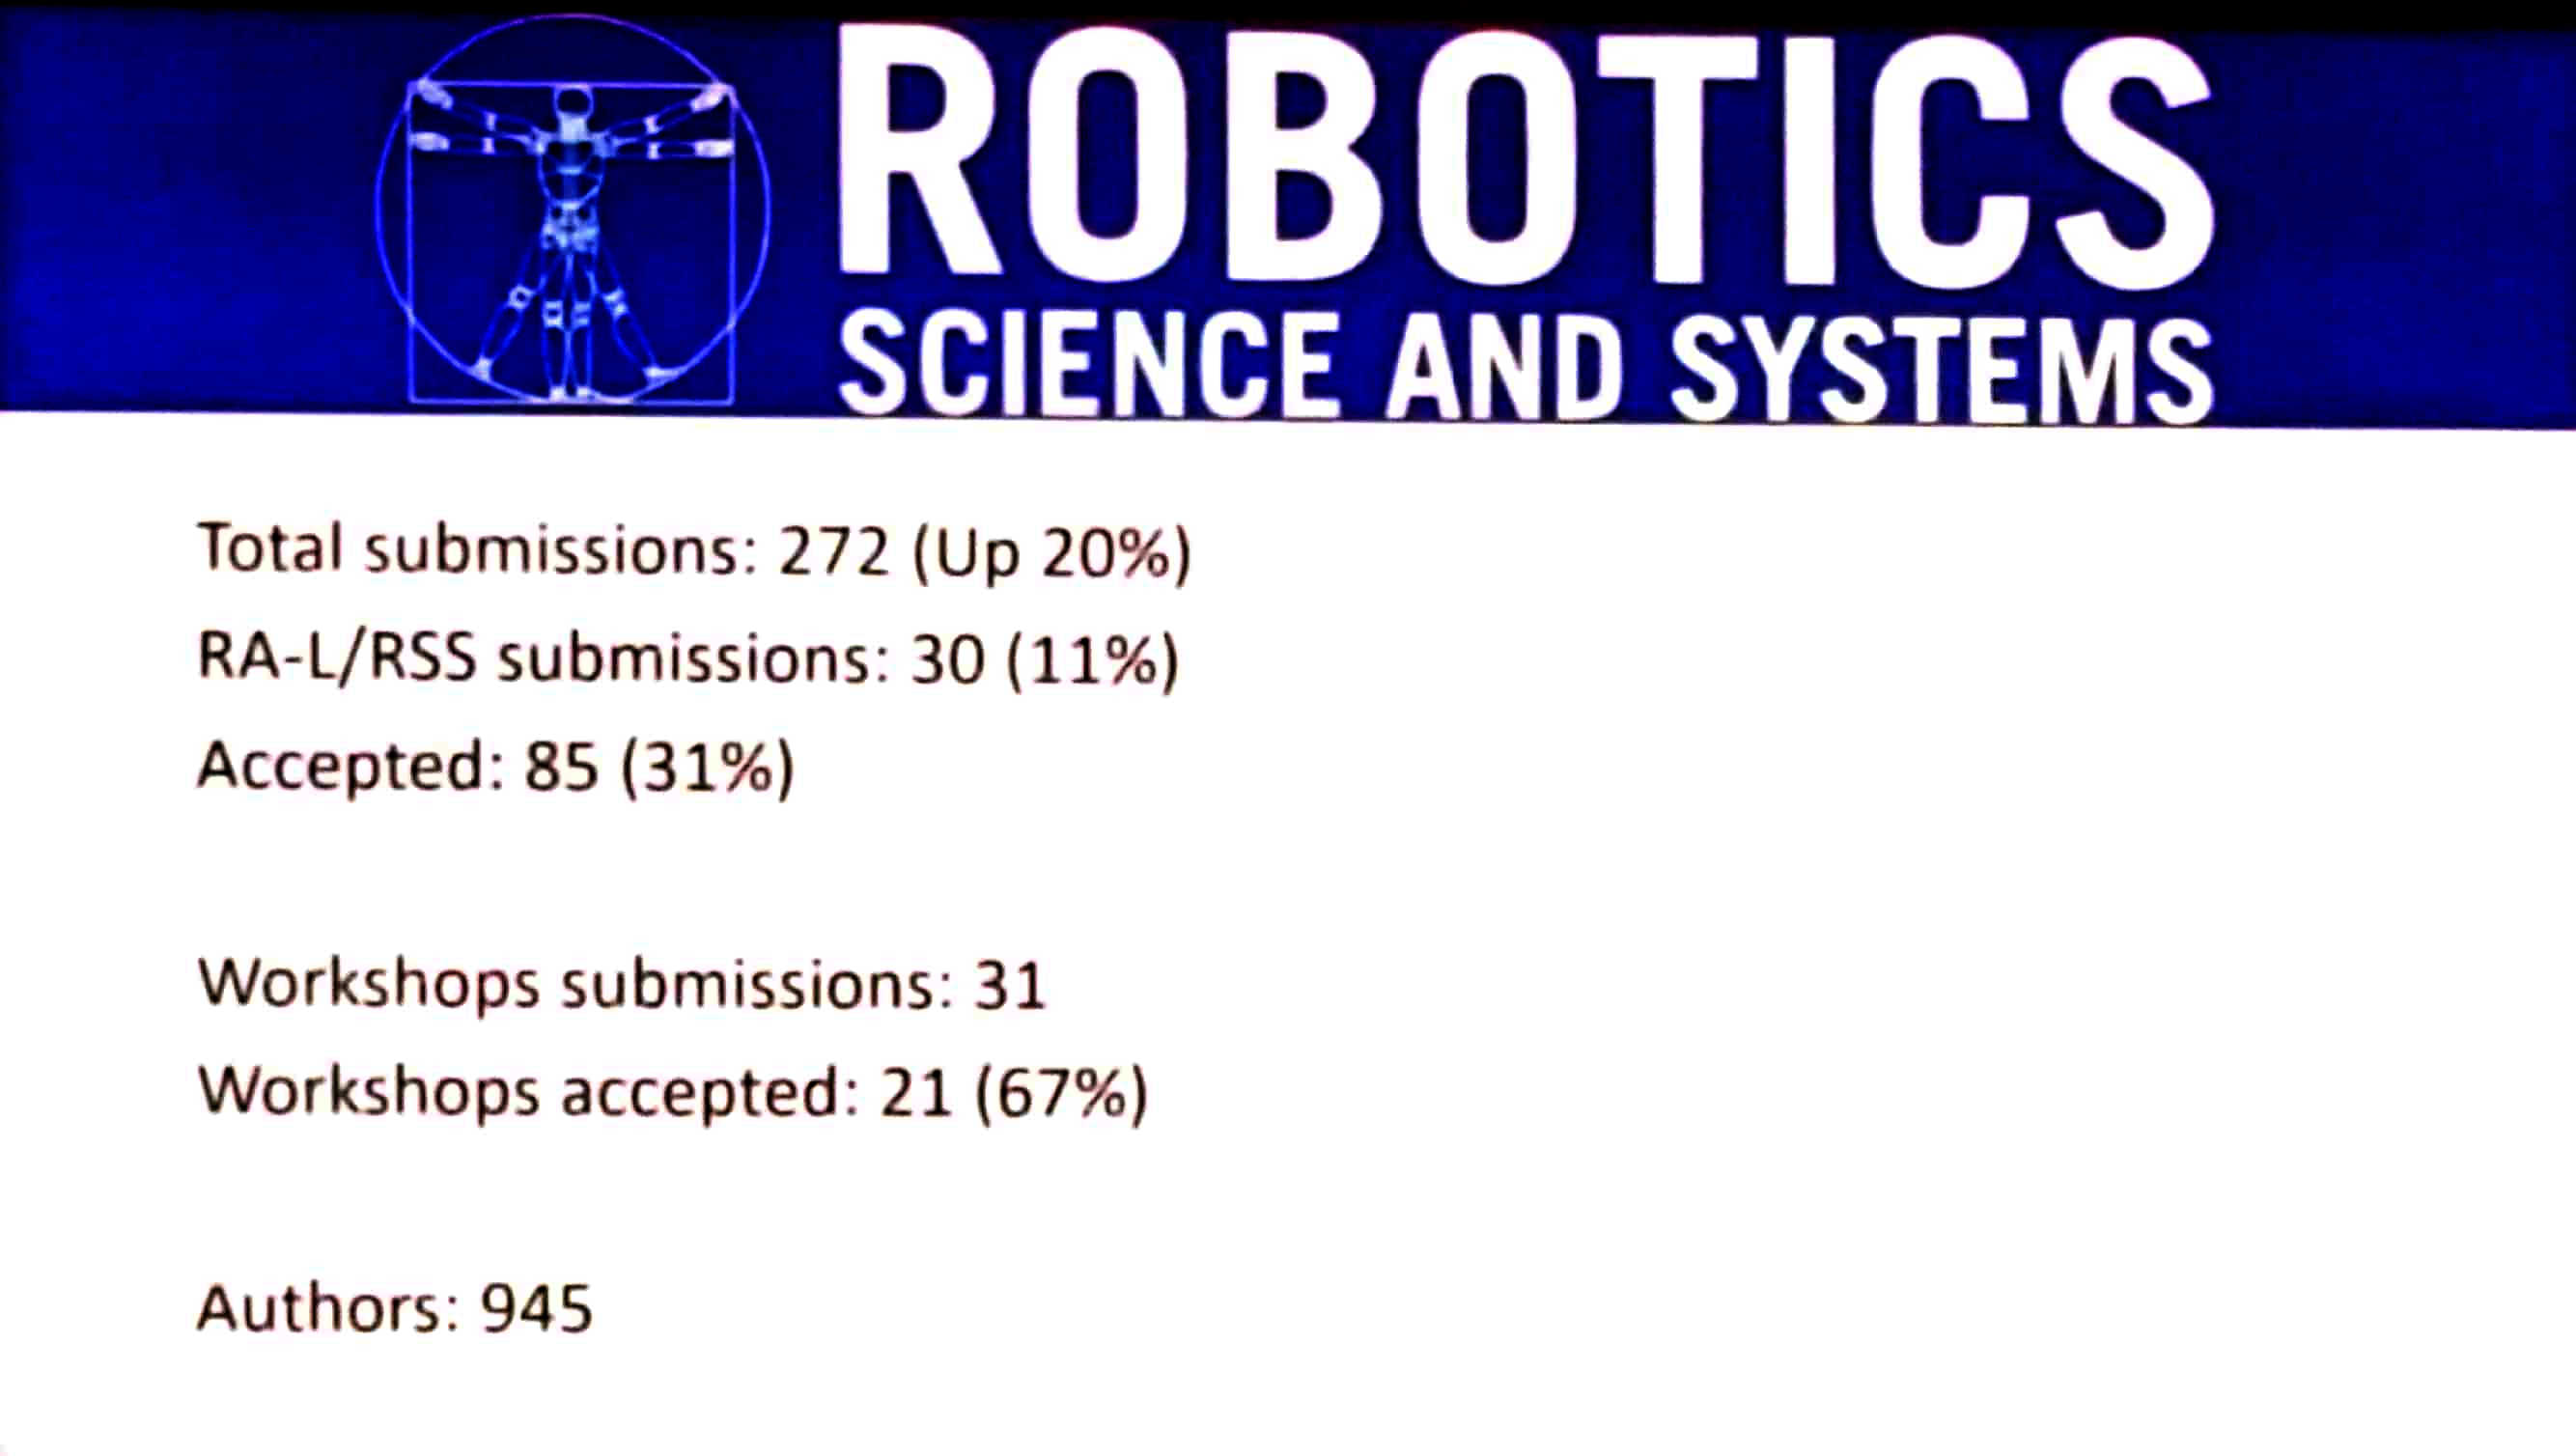 ROBOTICS
SCIENCE AND SYSTEMS
Total submissions: 272 (Up 20%)
RA-L/RSS submissions: 30 (11%)
Accepted: 85 (31%)
Workshops submissions: 31
Workshops accepted: 21 (67%)
Authors: 945